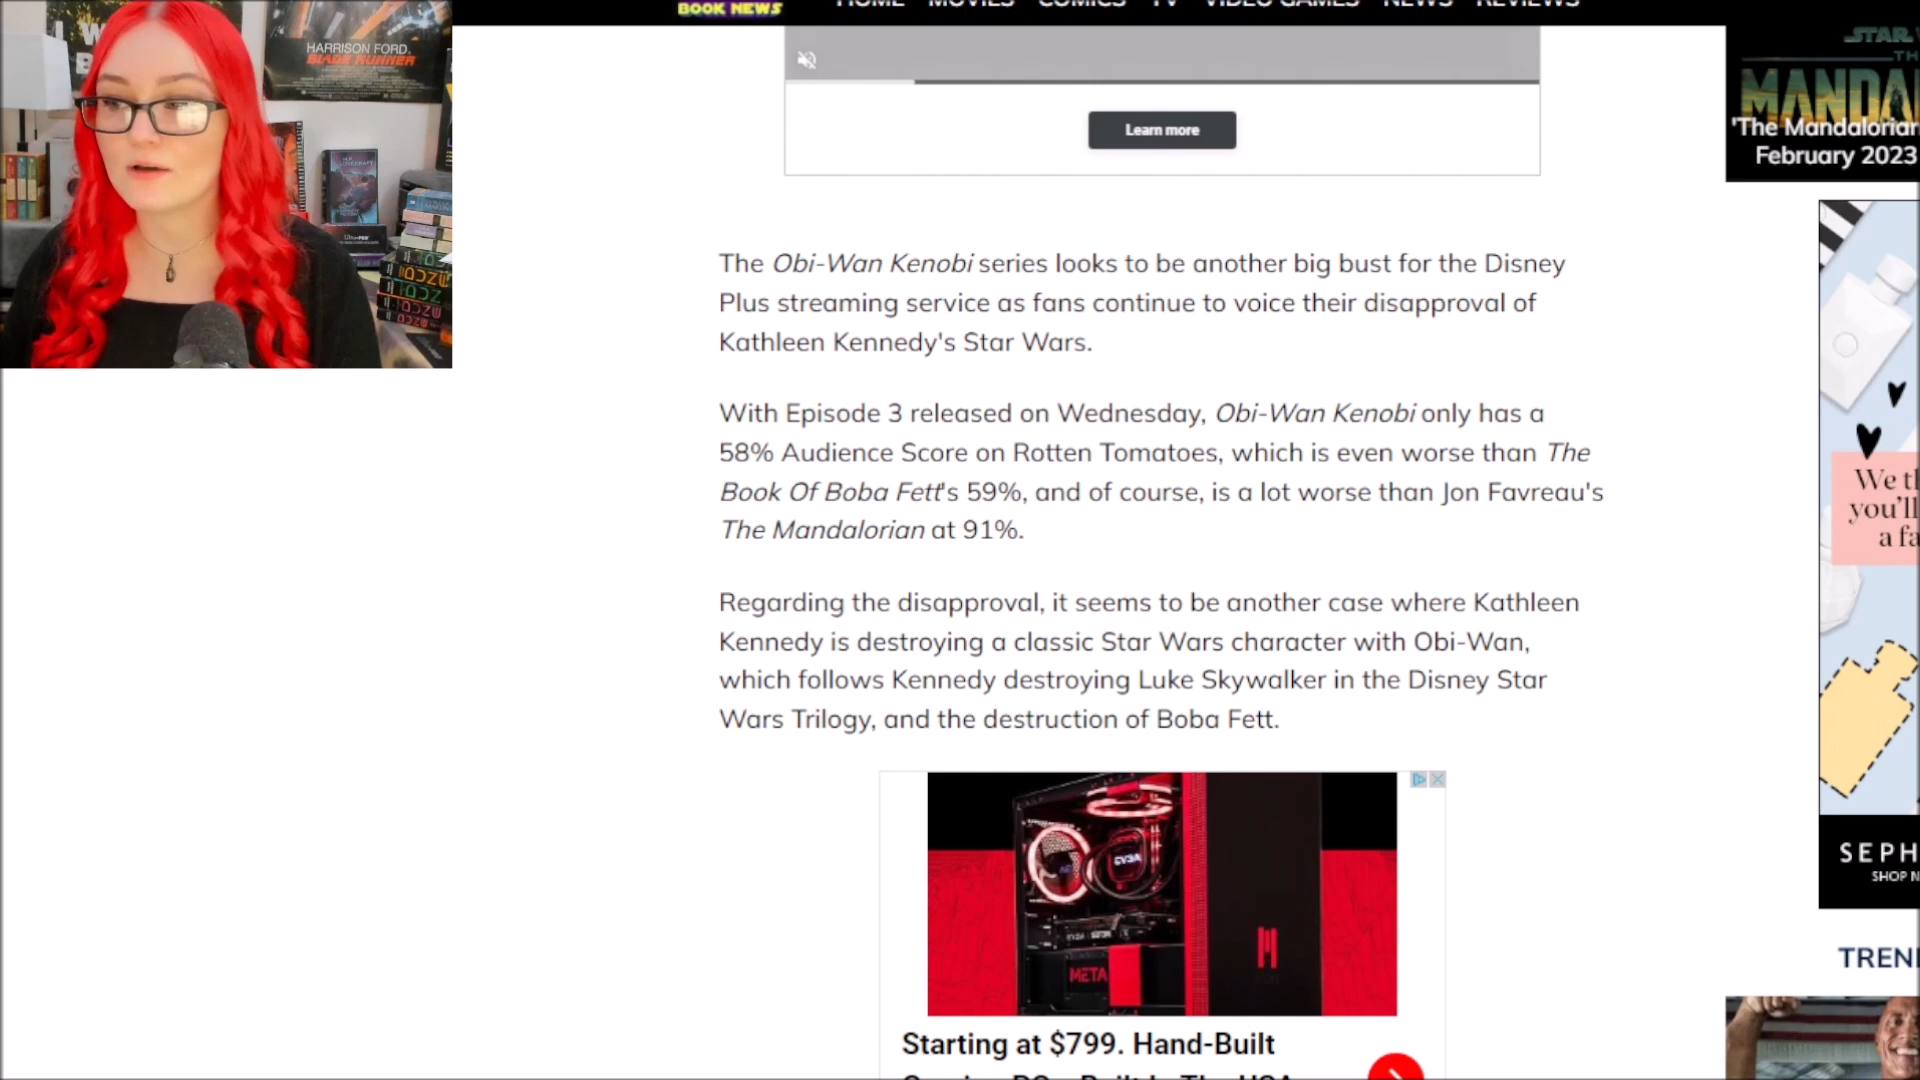 BOOK NEWS
HOME MOVIES COMICS TV VIDEO GAMES NEWS REVIEWS
HARRISON FORD.
BLADE RUNNER
Learn more
STAR
MANDA
'The Mandalorian
February 2023
The Obi-Wan Kenobi series looks to be another big bust for the Disney
Plus streaming service as fans continue to voice their disapproval of
Kathleen Kennedy's Star Wars.
With Episode 3 released on Wednesday, Obi-Wan Kenobi only has a
58% Audience Score on Rotten Tomatoes, which is even worse than The
Book Of Boba Fett's 59%, and of course, is a lot worse than Jon Favreau's
The Mandalorian at 91%.
Regarding the disapproval, it seems to be another case where Kathleen
Kennedy is destroying a classic Star Wars character with Obi-Wan,
which follows Kennedy destroying Luke Skywalker in the Disney Star
Wars Trilogy, and the destruction of Boba Fett.
We th
you'll
a fa
SEPH
SHOP N
EVGA
META
Starting at $799. Hand-Built
TREN